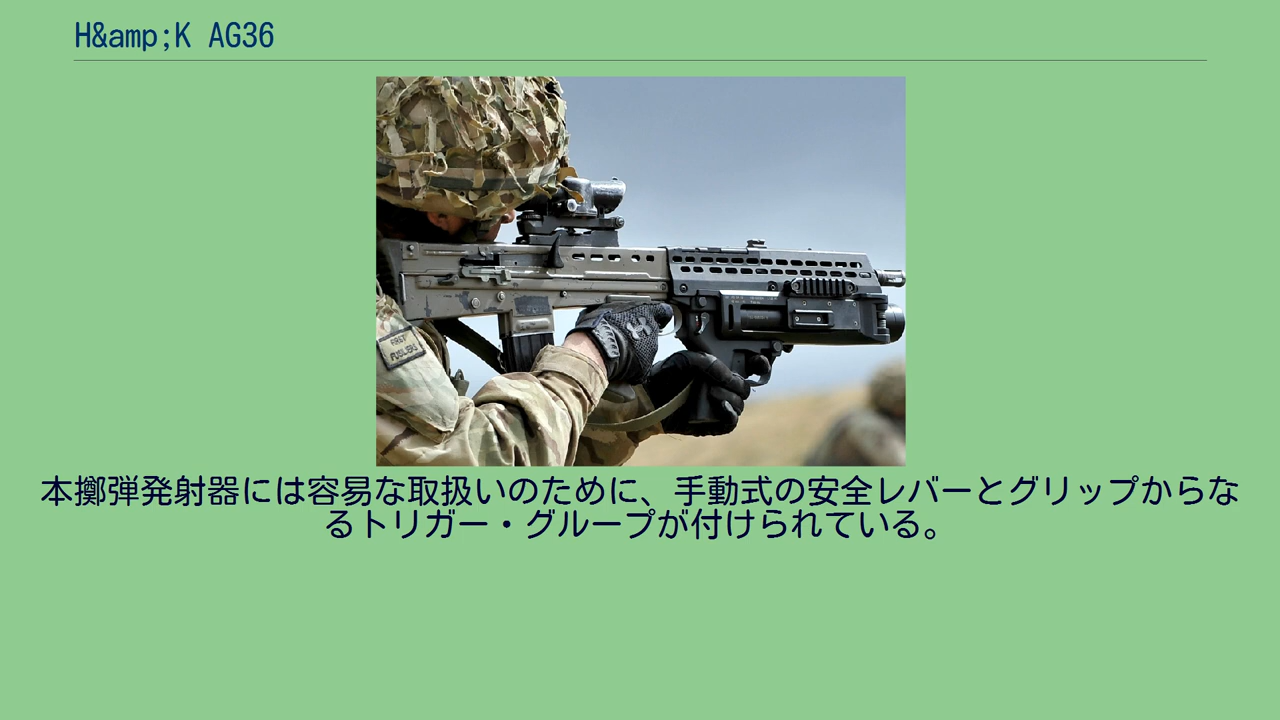 H&amp;K AG36
本擲弾発射器には容易な取扱いのために、手動式の安全レバーとグリップからな
るトリガー・グループが付けられている。